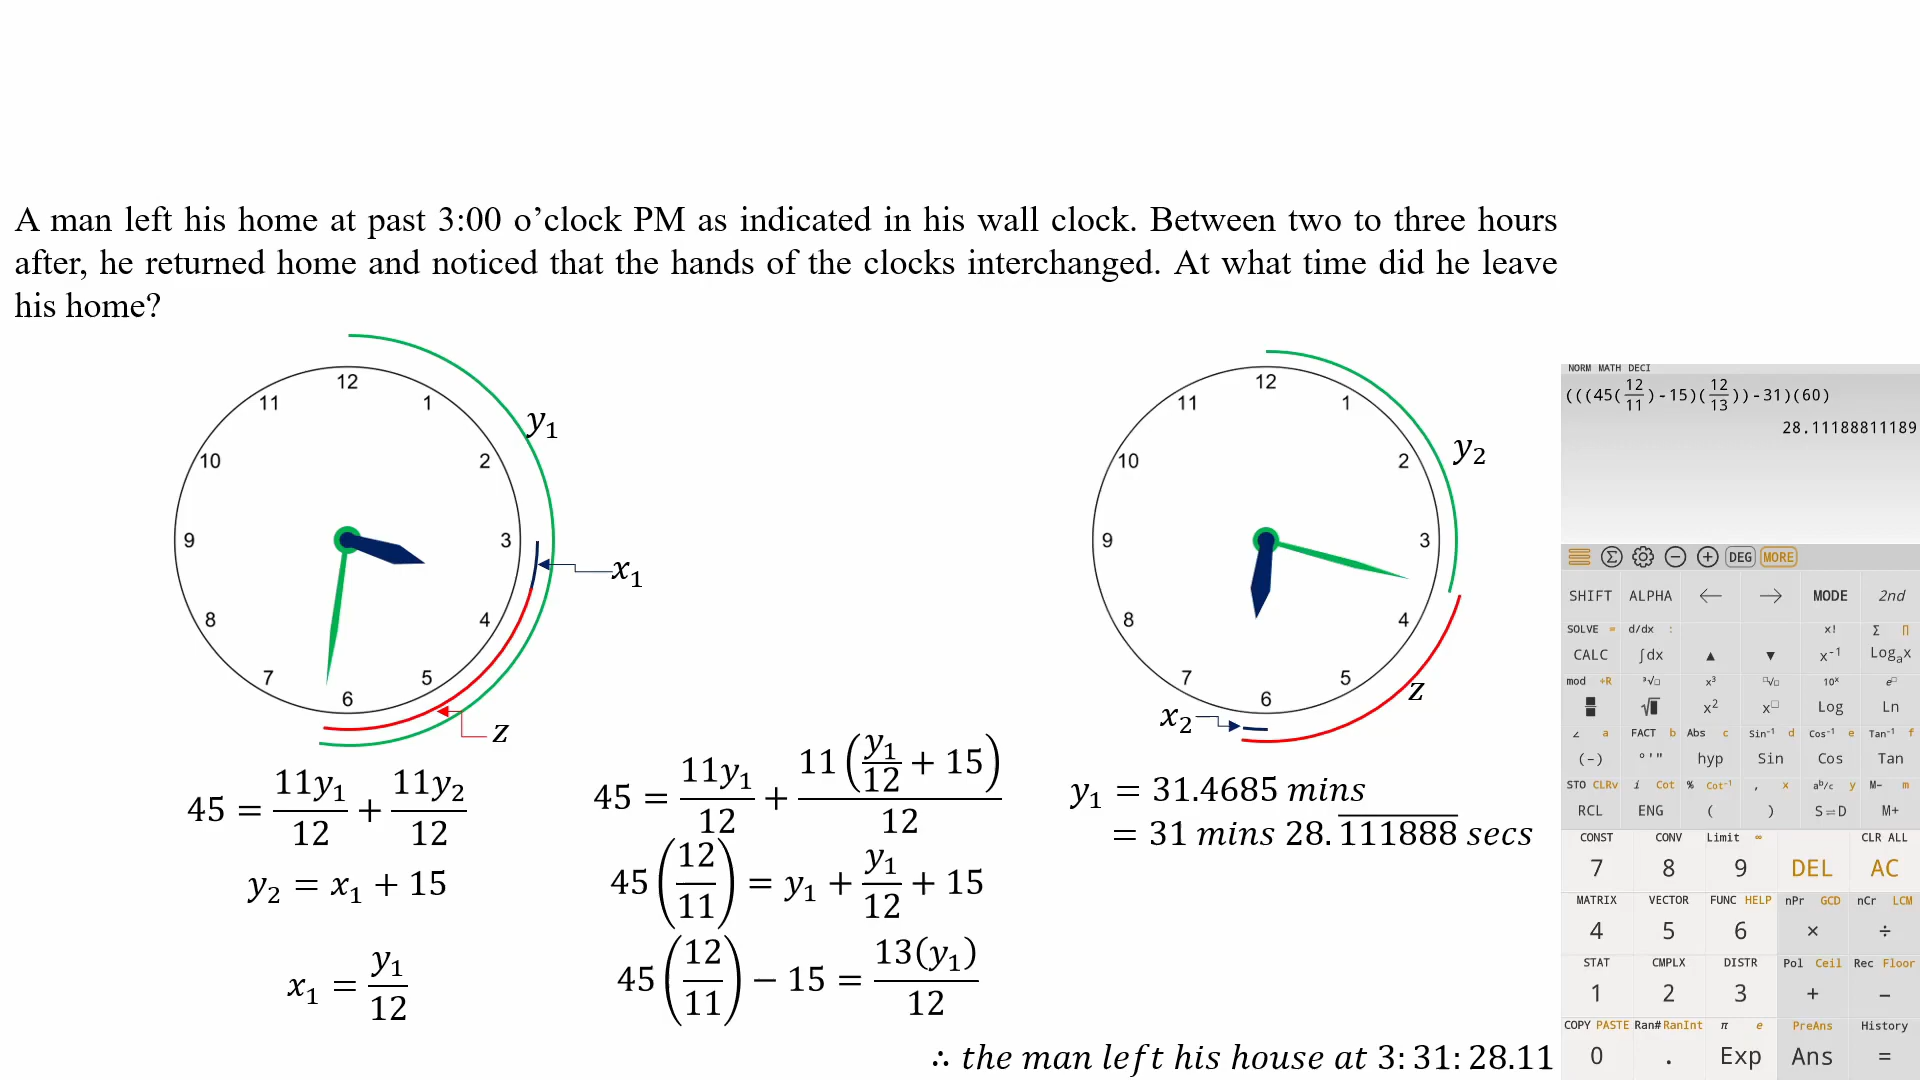 A man left his home at past 3:00 o’clock PM as indicated in his wall clock. Between two to three hours
after, he returned home and noticed that the hands of the clocks interchanged. At what time did he leave
his home?
12
11 1
10 2
9 3
8 4
7 5
6
y₁
x₁
z
12
11 1
10 2
9 3
8 4
7 5
6
y₂
x₂
z
45 = 11y₁/12 + 11y₂/12
y₂ = x₁ + 15
x₁ = y₁/12
45 = 11y₁/12 + 11(y₁/12 + 15)/12
45(12/11) = y₁ + y₁/12 + 15
45(12/11) − 15 = 13(y₁)/12
y₁ = 31.4685 mins
= 31 mins 28.1̅1̅1̅8̅8̅8̅ secs
∴ the man left his house at 3:31:28.11
NORM MATH DECI
(((45(12/11)-15)(12/13))-31)(60)
28.11188811189
DEG MORE
SHIFT ALPHA ← → MODE 2nd
SOLVE = d/dx : x! Σ ∏
CALC ∫dx ▲ ▼ x⁻¹ Logₐx
mod ÷R ³√□ x³ □√□ 10ˣ e□
√ x² x□ Log Ln
∠ a FACT b Abs c Sin⁻¹ d Cos⁻¹ e Tan⁻¹ f
(−) °'" hyp Sin Cos Tan
STO CLRv i Cot % Cot⁻¹ , x aᵇ/c y M− m
RCL ENG ( ) S⇌D M+
CONST CONV Limit ∞ CLR ALL
7 8 9 DEL AC
MATRIX VECTOR FUNC HELP nPr GCD nCr LCM
4 5 6 × ÷
STAT CMPLX DISTR Pol Ceil Rec Floor
1 2 3 + −
COPY PASTE Ran# RanInt π e PreAns History
0 . Exp Ans =